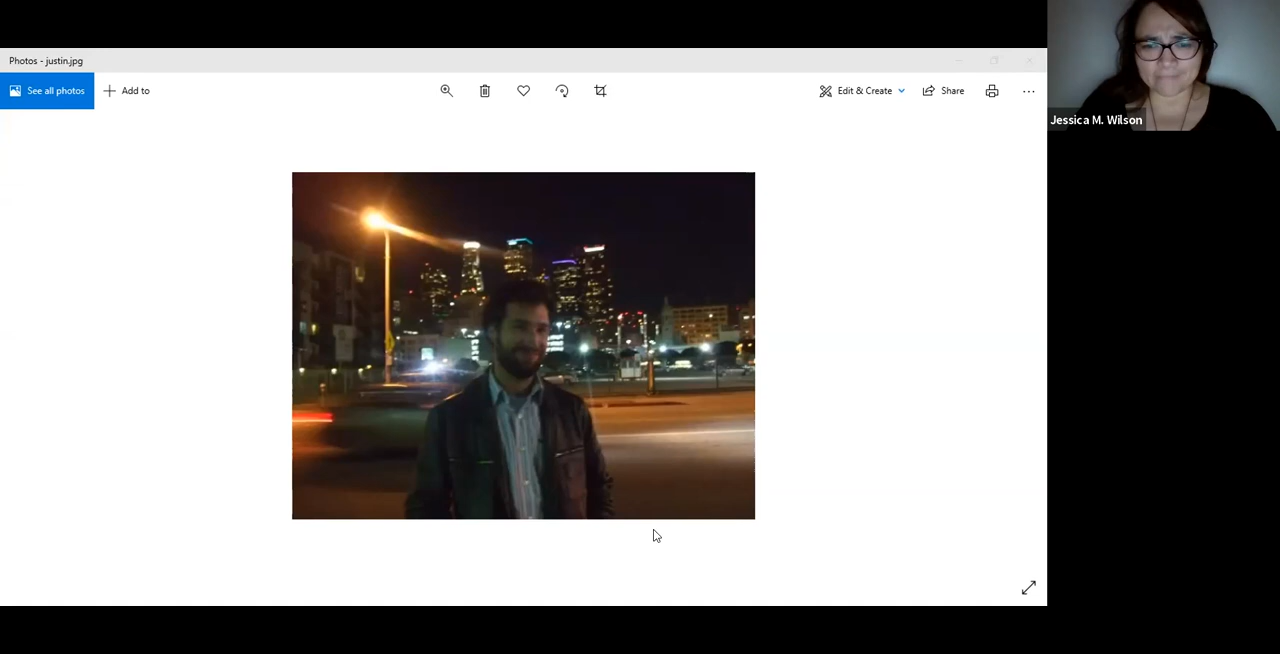 Photos - justin.jpg
See all photos
Add to
Edit & Create
Share
Jessica M. Wilson